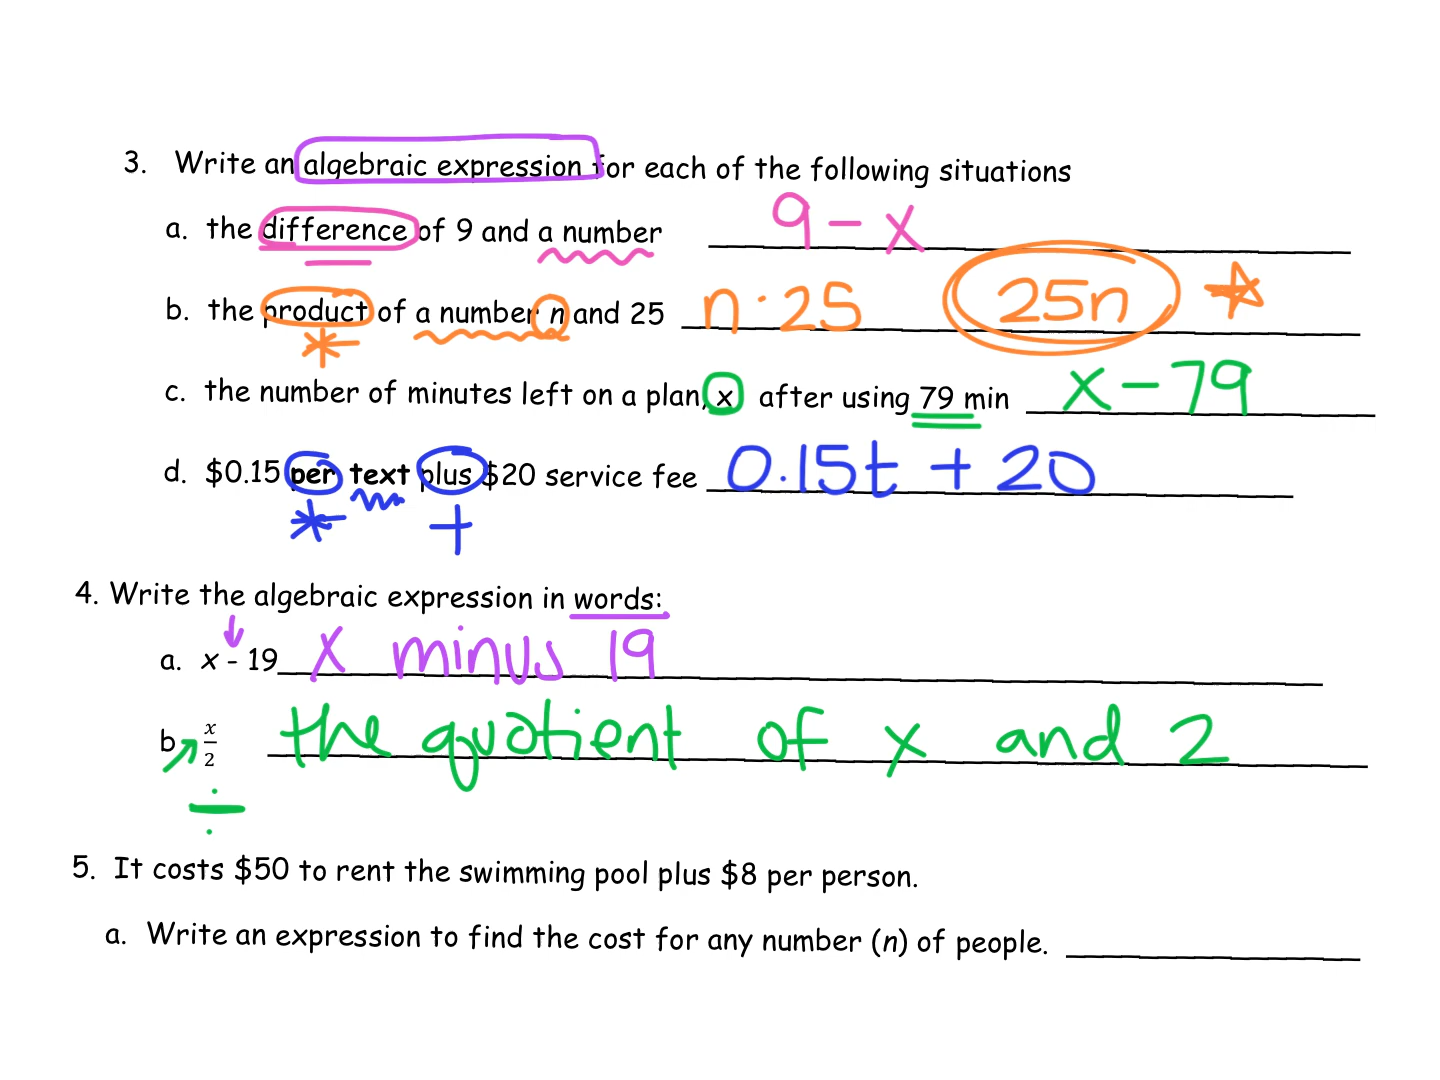 3. Write an algebraic expression for each of the following situations
a. the difference of 9 and a number 9 - x
b. the product of a number n and 25 n · 25 25n
*
c. the number of minutes left on a plan, x after using 79 min x - 79
d. $0.15 per text plus $20 service fee 0.15t + 20
* +
4. Write the algebraic expression in words:
a. x - 19 x minus 19
b. x/2 the quotient of x and 2
÷
5. It costs $50 to rent the swimming pool plus $8 per person.
a. Write an expression to find the cost for any number (n) of people.